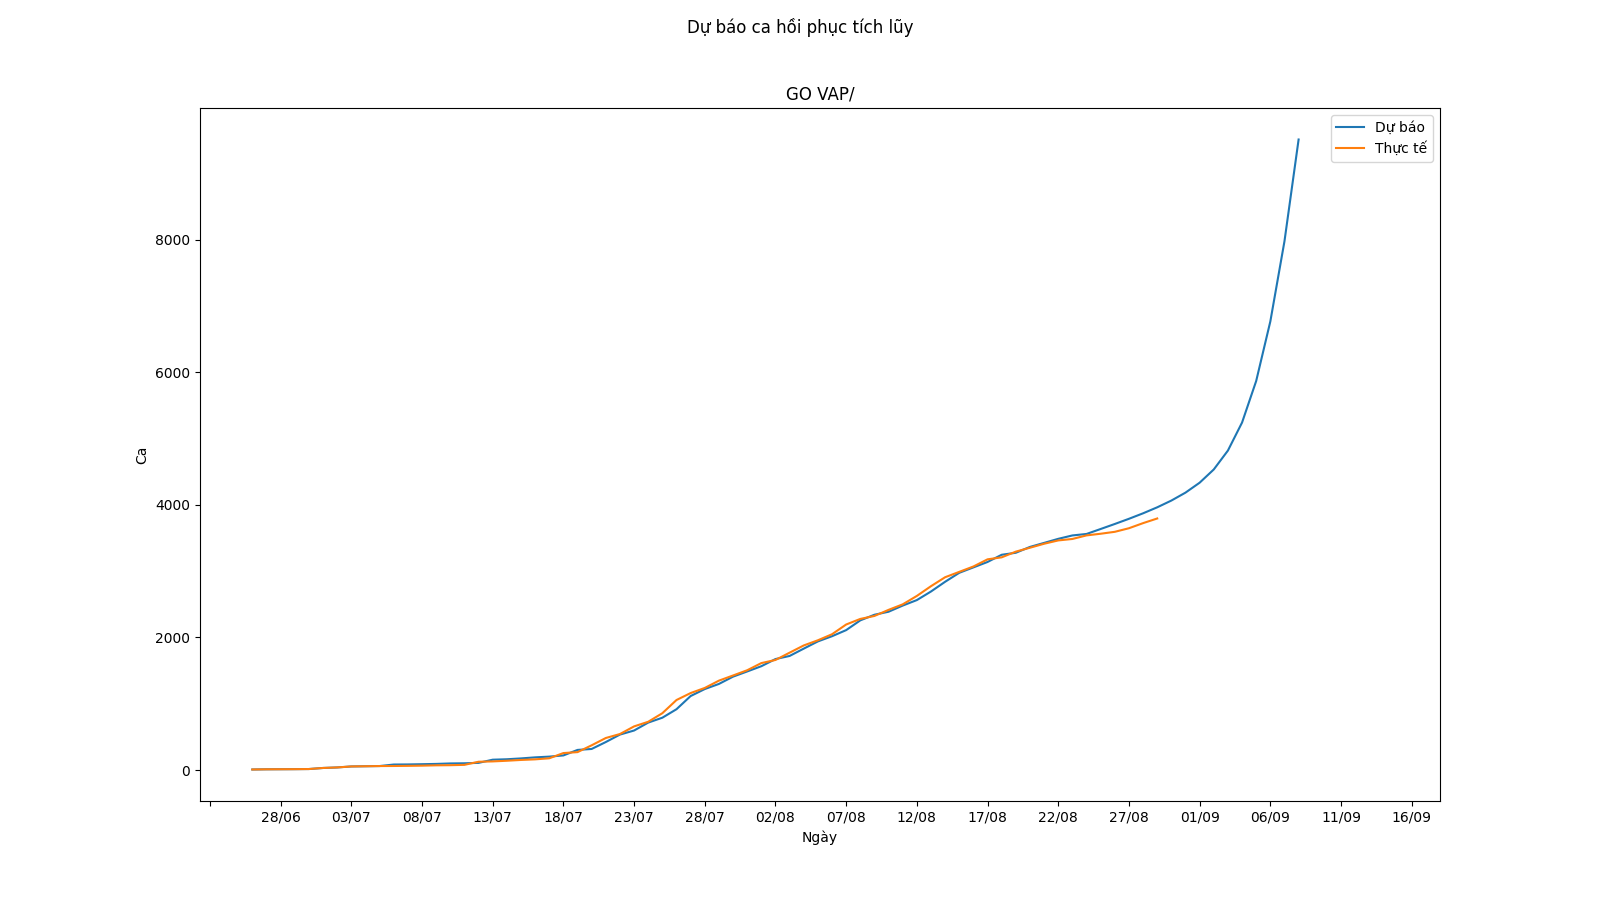 Dự báo ca hồi phục tích lũy
GO VAP/
Dự báo
Thực tế
8000
6000
4000
2000
0
Ca
28/06 03/07 08/07 13/07 18/07 23/07 28/07 02/08 07/08 12/08 17/08 22/08 27/08 01/09 06/09 11/09 16/09
Ngày